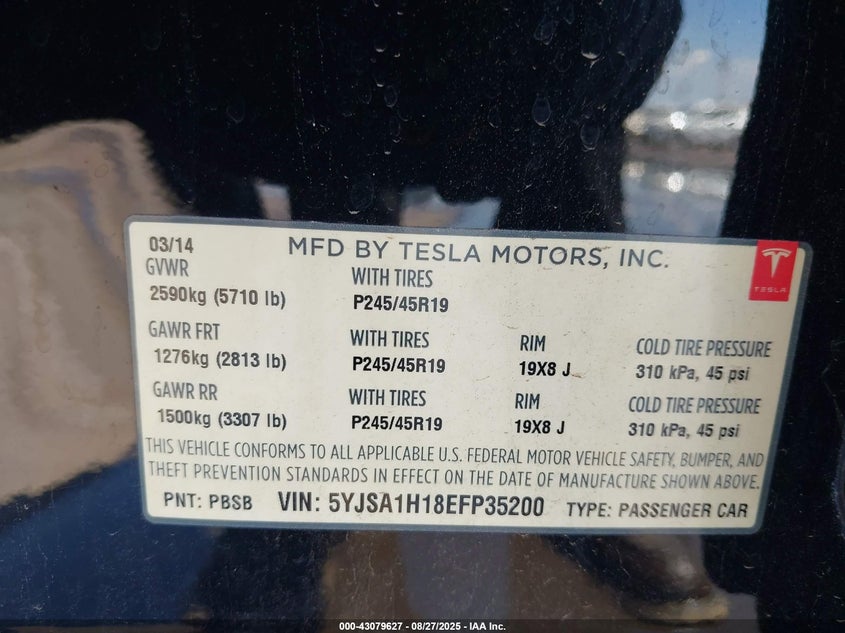 03/14 MFD BY TESLA MOTORS, INC.
TESLA
GVWR WITH TIRES
2590kg (5710 lb) P245/45R19
GAWR FRT WITH TIRES RIM COLD TIRE PRESSURE
1276kg (2813 lb) P245/45R19 19X8 J 310 kPa, 45 psi
GAWR RR WITH TIRES RIM COLD TIRE PRESSURE
1500kg (3307 lb) P245/45R19 19X8 J 310 kPa, 45 psi
THIS VEHICLE CONFORMS TO ALL APPLICABLE U.S. FEDERAL MOTOR VEHICLE SAFETY, BUMPER, AND
THEFT PREVENTION STANDARDS IN EFFECT ON THE DATE OF MANUFACTURE SHOWN ABOVE.
PNT: PBSB VIN: 5YJSA1H18EFP35200 TYPE: PASSENGER CAR
000-43079627 - 08/27/2025 - IAA Inc.